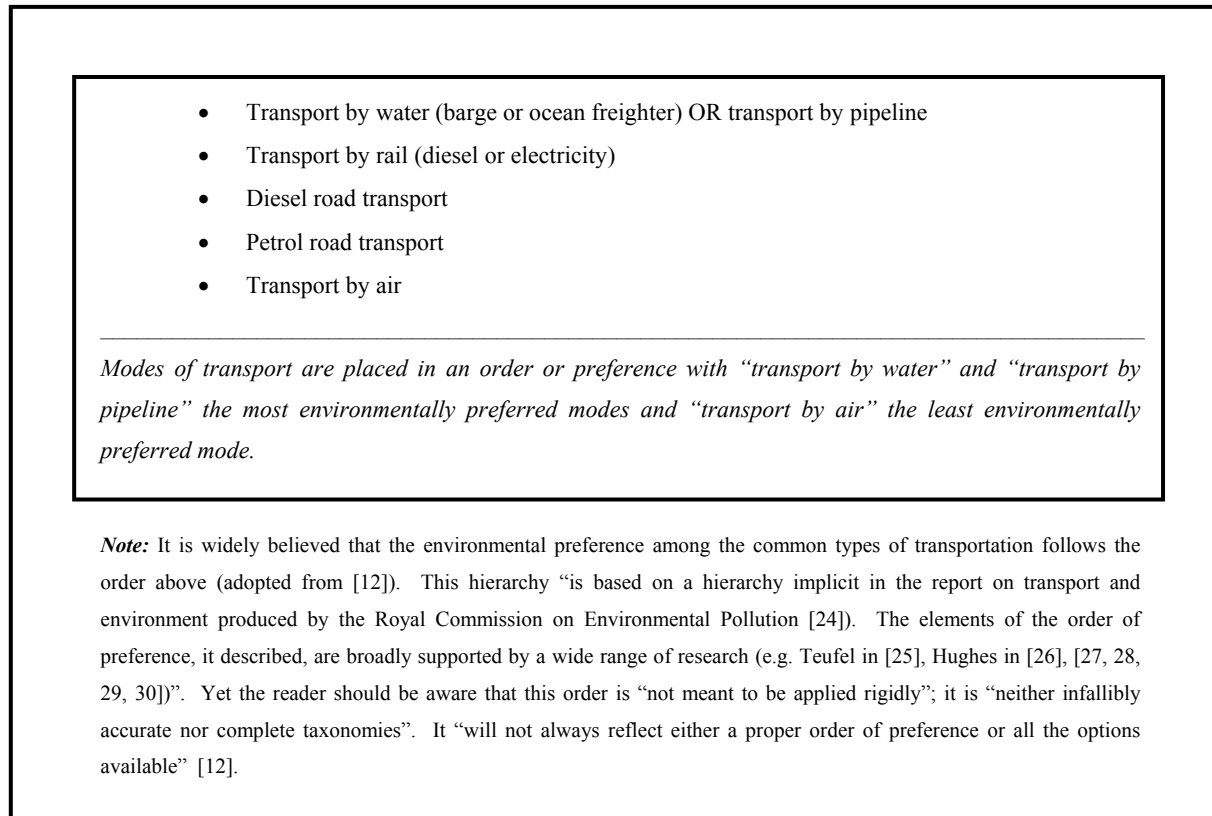 • Transport by water (barge or ocean freighter) OR transport by pipeline
• Transport by rail (diesel or electricity)
• Diesel road transport
• Petrol road transport
• Transport by air
Modes of transport are placed in an order or preference with “transport by water” and “transport by
pipeline” the most environmentally preferred modes and “transport by air” the least environmentally
preferred mode.
Note: It is widely believed that the environmental preference among the common types of transportation follows the
order above (adopted from [12]). This hierarchy “is based on a hierarchy implicit in the report on transport and
environment produced by the Royal Commission on Environmental Pollution [24]). The elements of the order of
preference, it described, are broadly supported by a wide range of research (e.g. Teufel in [25], Hughes in [26], [27, 28,
29, 30])”. Yet the reader should be aware that this order is “not meant to be applied rigidly”; it is “neither infallibly
accurate nor complete taxonomies”. It “will not always reflect either a proper order of preference or all the options
available” [12].